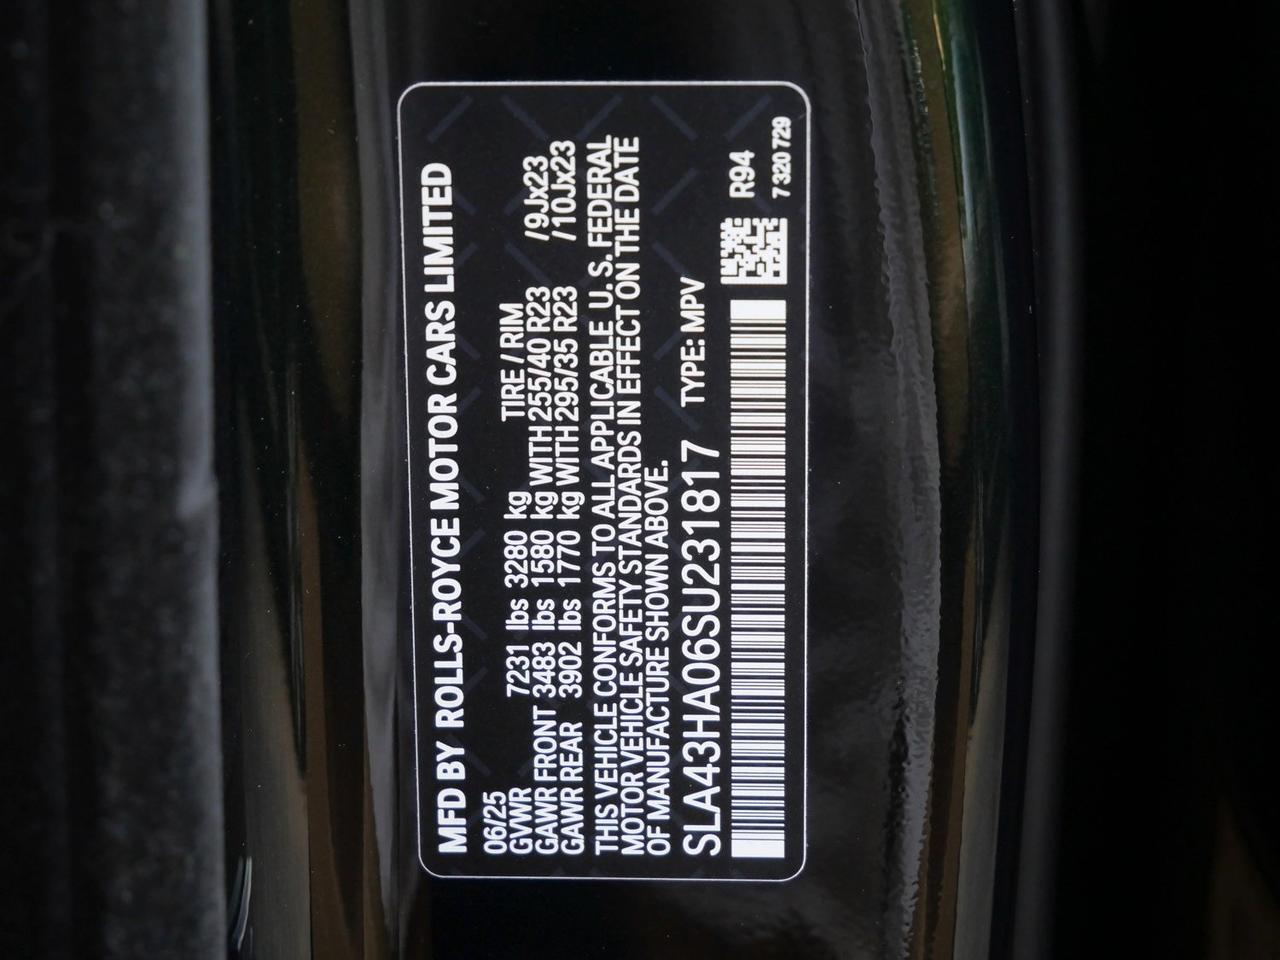 MFD BY ROLLS-ROYCE MOTOR CARS LIMITED
06/25
GVWR 7231 lbs 3280 kg TIRE / RIM
GAWR FRONT 3483 lbs 1580 kg WITH 255/40 R23 /9Jx23
GAWR REAR 3902 lbs 1770 kg WITH 295/35 R23 /10Jx23
THIS VEHICLE CONFORMS TO ALL APPLICABLE U.S. FEDERAL
MOTOR VEHICLE SAFETY STANDARDS IN EFFECT ON THE DATE
OF MANUFACTURE SHOWN ABOVE.
SLA43HA06SU231817 TYPE: MPV
R94
7 320 729